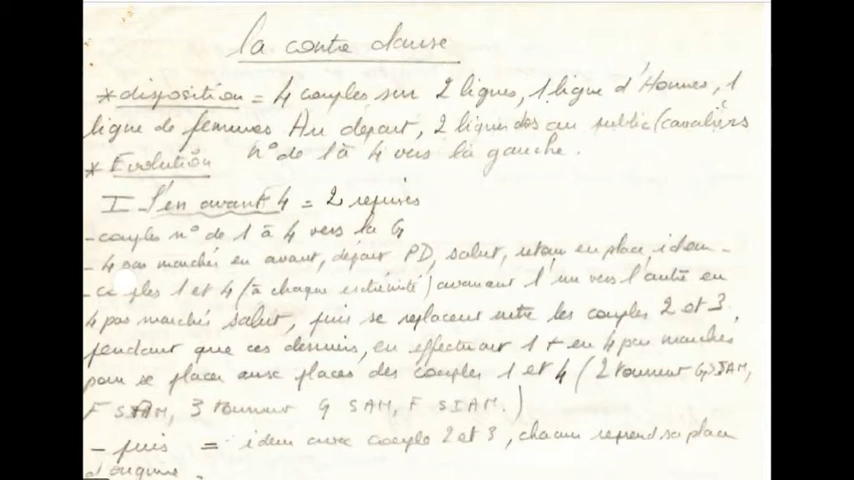 la contre danse
* disposition = 4 couples sur 2 lignes, 1 ligne d'Hommes, 1
ligne de femmes Au départ, 2 lignes dos au public (cavaliers
n° de 1 à 4 vers la gauche.
* Evolution
I - l'en avant 4 = 2 reprises
- couples n° de 1 à 4 vers la G
- 4 pas marchés en avant, départ PD, salut, retour en place, idem -
- couples 1 et 4 (à chaque extrémité) avancent l'un vers l'autre en
4 pas marchés salut, puis se replacent entre les couples 2 et 3,
pendant que ces derniers, en effectuant 1 + en 4 pas marchés
pour se placer aux places des couples 1 et 4 (2 tournent G SIAM,
F SAM, 3 tournent G SAM, F SIAM.)
- puis = idem avec couple 2 et 3, chacun reprend sa place
d'origine -